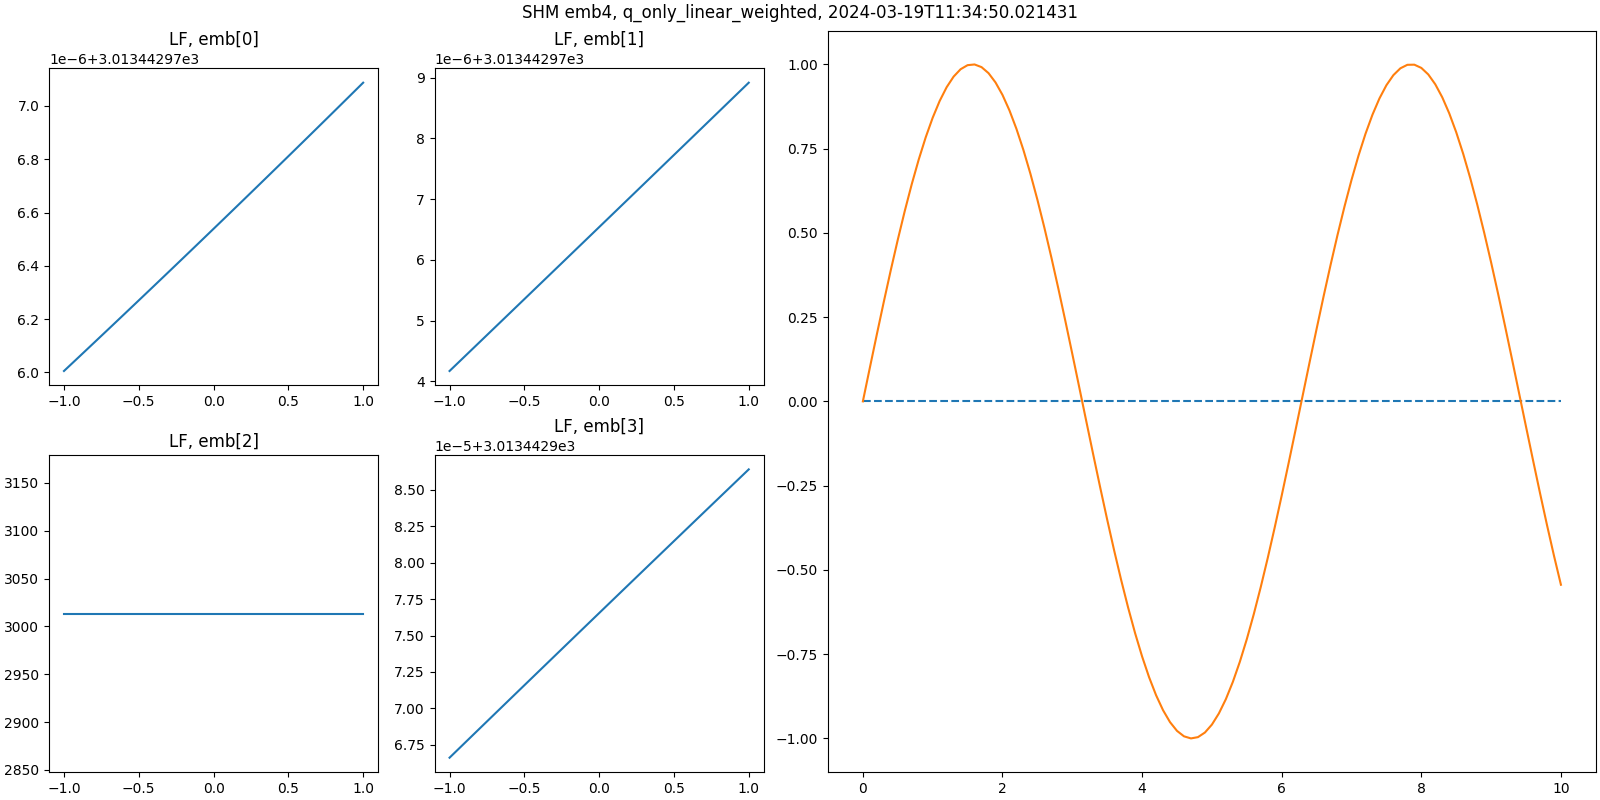 SHM emb4, q_only_linear_weighted, 2024-03-19T11:34:50.021431
LF, emb[0]
1e−6+3.01344297e3
7.0
6.8
6.6
6.4
6.2
6.0
−1.0 −0.5 0.0 0.5 1.0
LF, emb[1]
1e−6+3.01344297e3
9
8
7
6
5
4
−1.0 −0.5 0.0 0.5 1.0
LF, emb[2]
3150
3100
3050
3000
2950
2900
2850
−1.0 −0.5 0.0 0.5 1.0
LF, emb[3]
1e−5+3.0134429e3
8.50
8.25
8.00
7.75
7.50
7.25
7.00
6.75
−1.0 −0.5 0.0 0.5 1.0
1.00
0.75
0.50
0.25
0.00
−0.25
−0.50
−0.75
−1.00
0 2 4 6 8 10